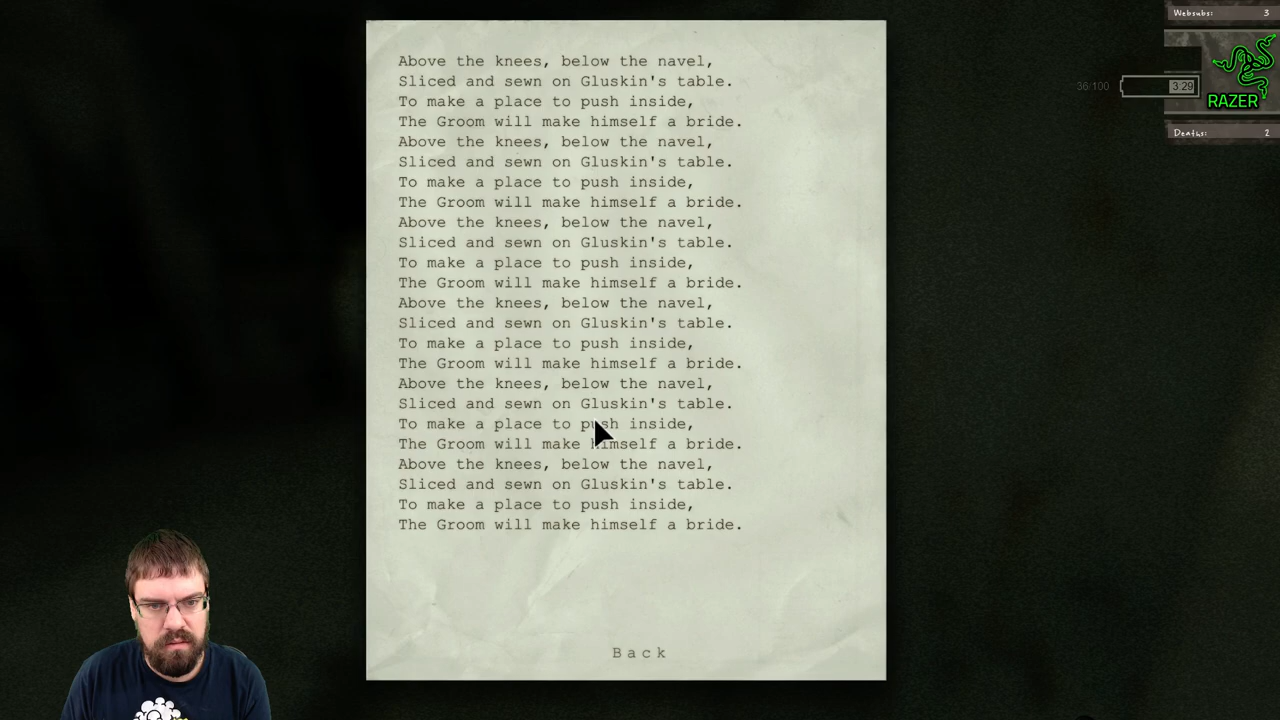 Websubs: 3
36/100
3:29
RAZER
Deaths: 2
Above the knees, below the navel,
Sliced and sewn on Gluskin's table.
To make a place to push inside,
The Groom will make himself a bride.
Above the knees, below the navel,
Sliced and sewn on Gluskin's table.
To make a place to push inside,
The Groom will make himself a bride.
Above the knees, below the navel,
Sliced and sewn on Gluskin's table.
To make a place to push inside,
The Groom will make himself a bride.
Above the knees, below the navel,
Sliced and sewn on Gluskin's table.
To make a place to push inside,
The Groom will make himself a bride.
Above the knees, below the navel,
Sliced and sewn on Gluskin's table.
To make a place to push inside,
The Groom will make himself a bride.
Above the knees, below the navel,
Sliced and sewn on Gluskin's table.
To make a place to push inside,
The Groom will make himself a bride.
Back